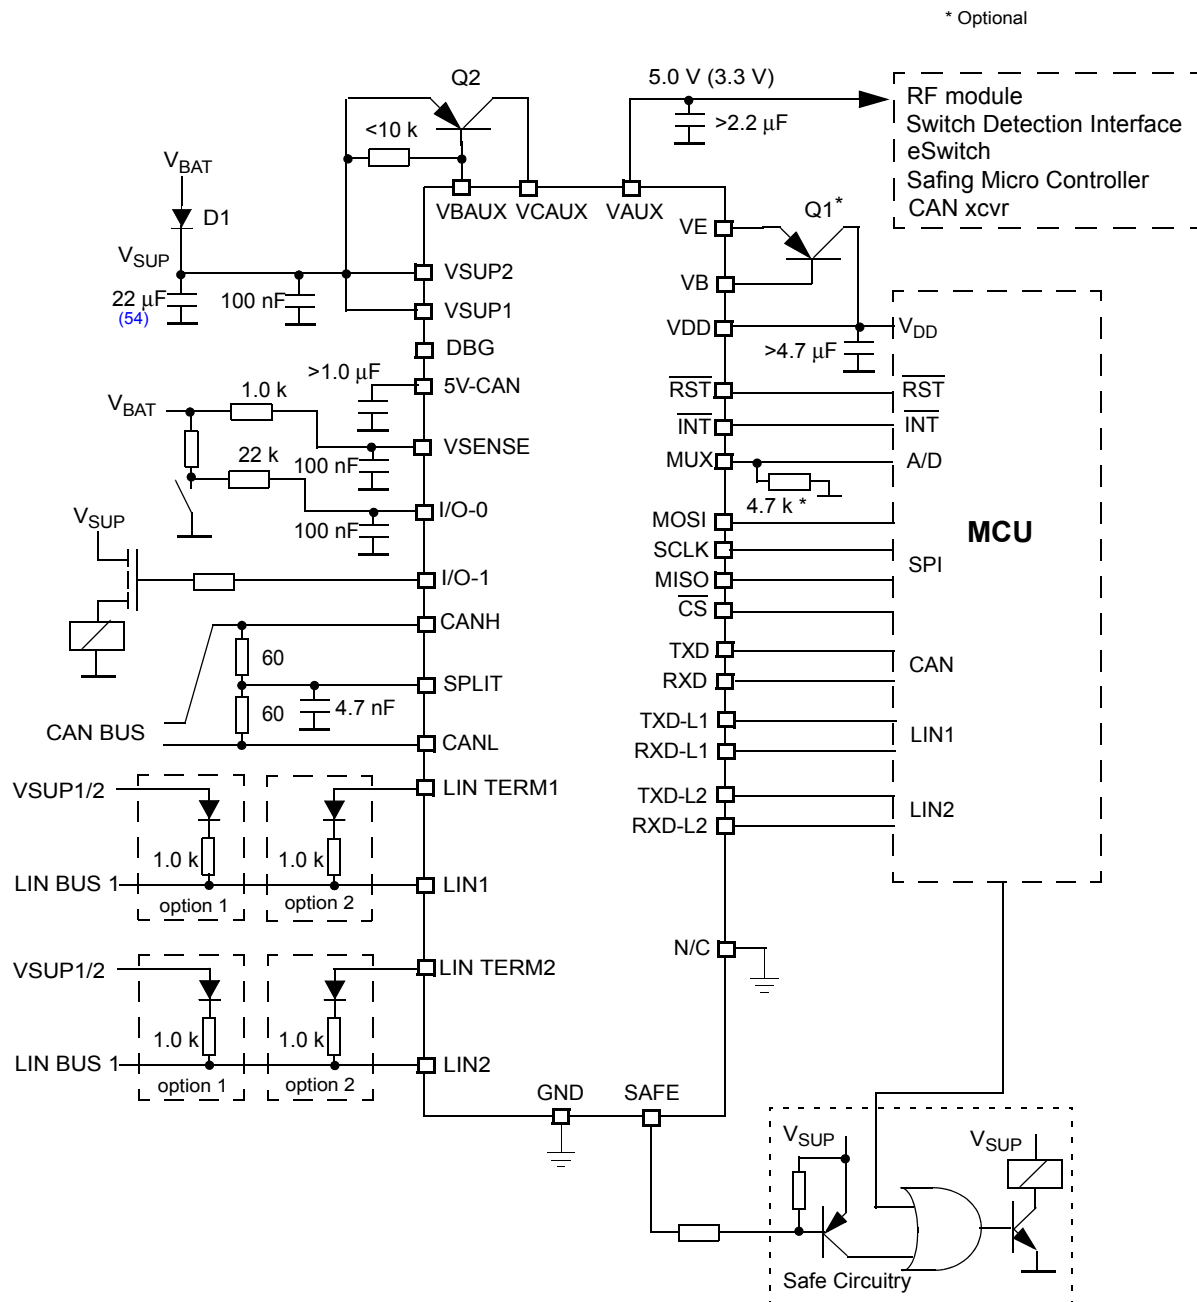 * Optional
Q2
5.0 V (3.3 V)
<10 k
>2.2 μF
RF module
Switch Detection Interface
eSwitch
Safing Micro Controller
CAN xcvr
VBAT
D1
VSUP
22 μF
(54)
100 nF
VBAUX
VCAUX
VAUX
VE
Q1*
VB
VSUP2
VSUP1
VDD
VDD
>4.7 μF
DBG
>1.0 μF
5V-CAN
RST
RST
VBAT
1.0 k
INT
INT
VSENSE
100 nF
MUX
A/D
4.7 k *
22 k
I/O-0
100 nF
MOSI
SCLK
MISO
CS
SPI
MCU
VSUP
I/O-1
CANH
60
SPLIT
60
4.7 nF
CAN BUS
CANL
TXD
RXD
CAN
TXD-L1
RXD-L1
LIN1
TXD-L2
RXD-L2
LIN2
VSUP1/2
LIN TERM1
1.0 k
1.0 k
LIN BUS 1
LIN1
option 1
option 2
N/C
VSUP1/2
LIN TERM2
1.0 k
1.0 k
LIN BUS 1
LIN2
option 1
option 2
GND
SAFE
VSUP
VSUP
Safe Circuitry